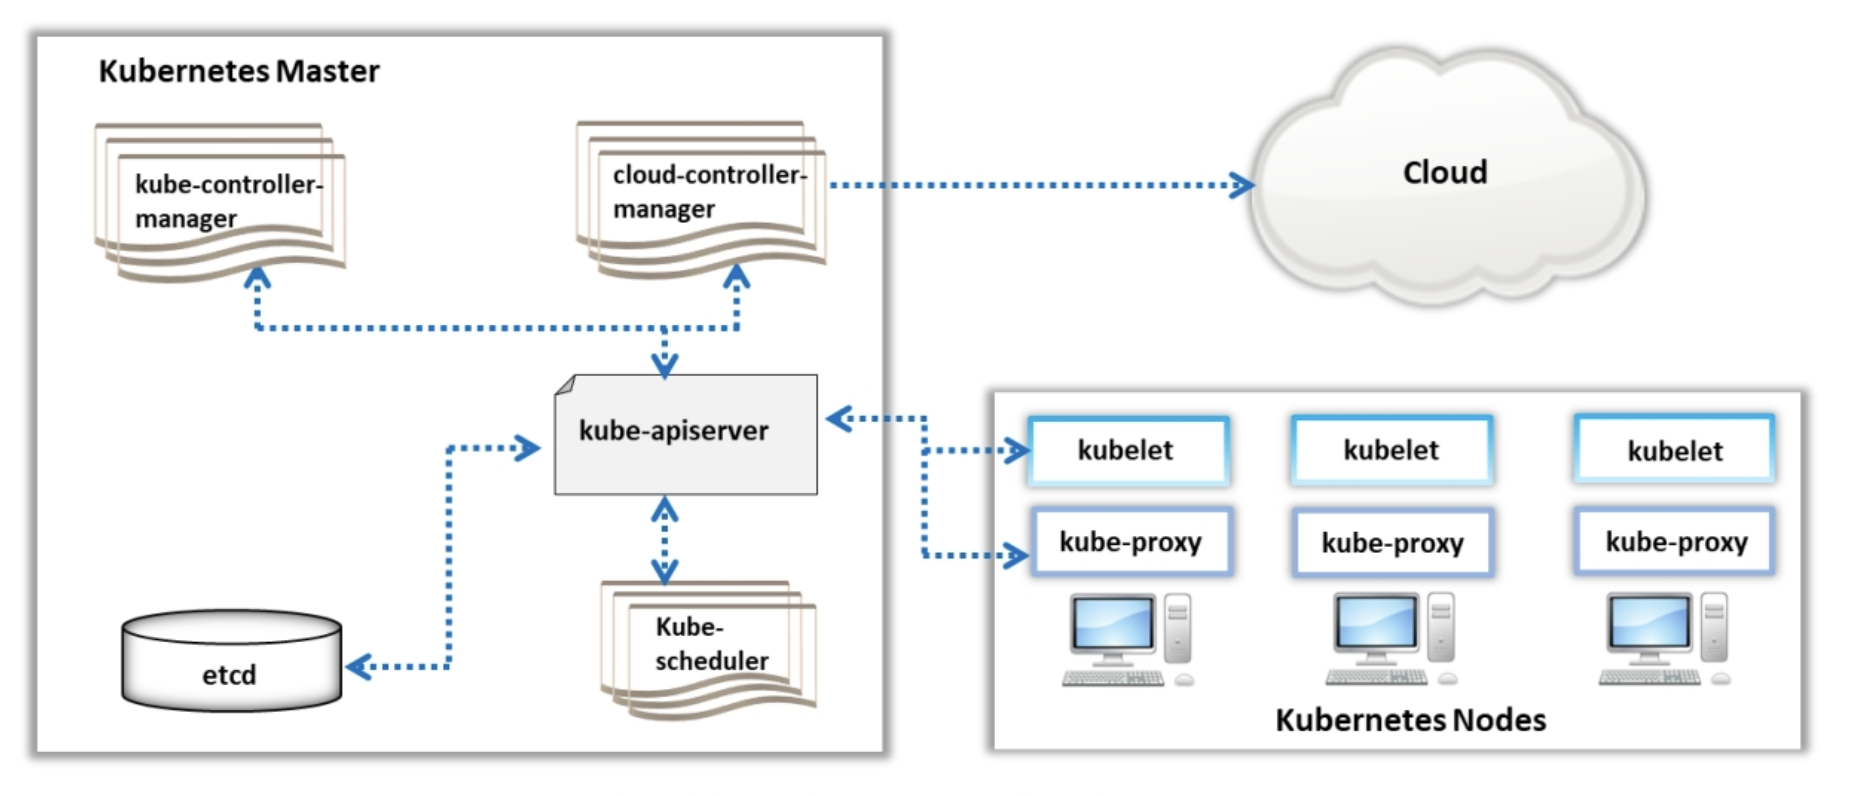 Kubernetes Master
kube-controller-
manager
cloud-controller-
manager
Cloud
kube-apiserver
etcd
Kube-
scheduler
kubelet
kubelet
kubelet
kube-proxy
kube-proxy
kube-proxy
Kubernetes Nodes